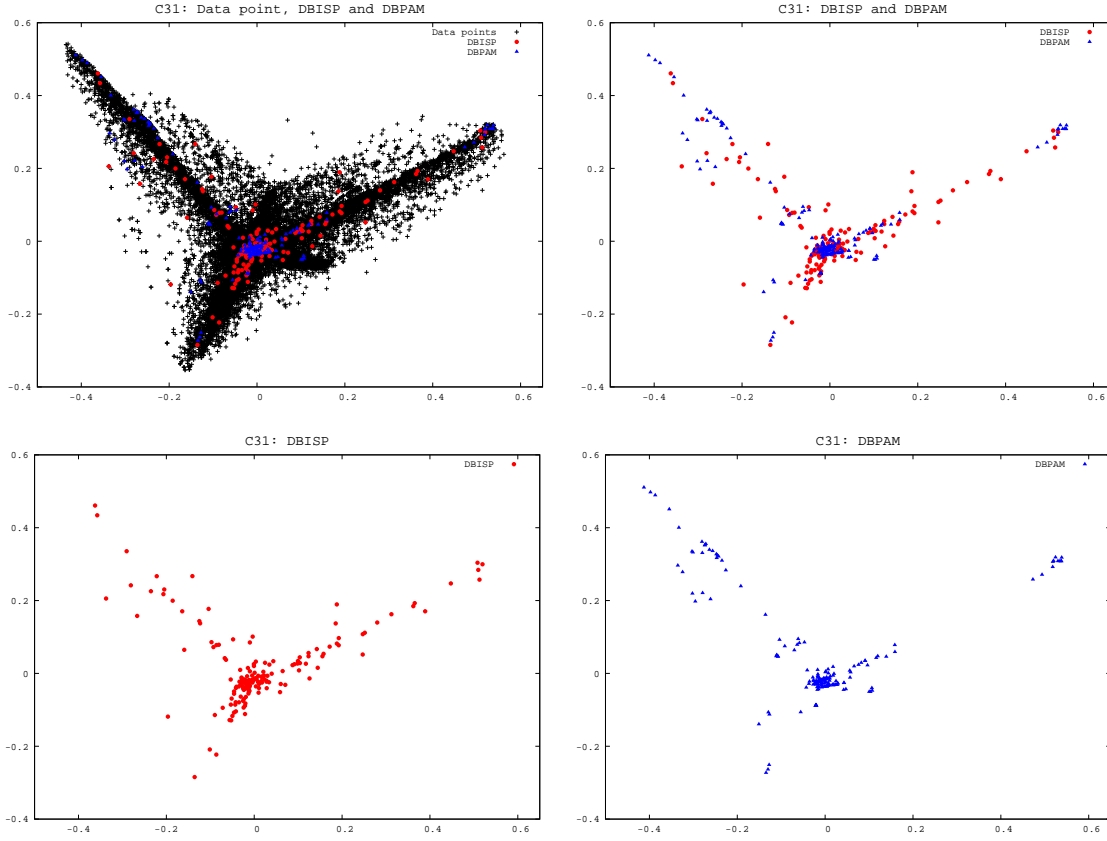 C31: Data point, DBISP and DBPAM
Data points
DBISP
DBPAM
0.6
0.4
0.2
0
-0.2
-0.4
-0.4 -0.2 0 0.2 0.4 0.6
C31: DBISP and DBPAM
DBISP
DBPAM
0.6
0.4
0.2
0
-0.2
-0.4
-0.4 -0.2 0 0.2 0.4 0.6
C31: DBISP
DBISP
0.6
0.4
0.2
0
-0.2
-0.4
-0.4 -0.2 0 0.2 0.4 0.6
C31: DBPAM
DBPAM
0.6
0.4
0.2
0
-0.2
-0.4
-0.4 -0.2 0 0.2 0.4 0.6